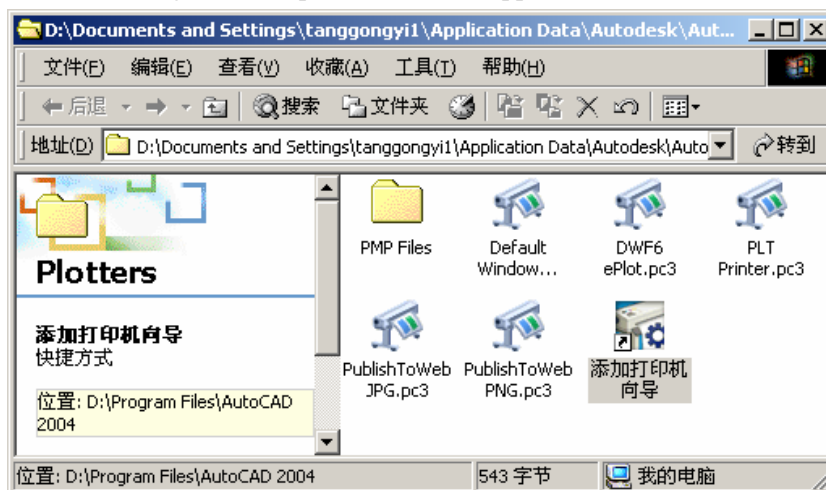 D:\Documents and Settings\tanggongyi1\Application Data\Autodesk\Aut...
文件(F) 编辑(E) 查看(V) 收藏(A) 工具(T) 帮助(H)
后退 搜索 文件夹
地址(D) D:\Documents and Settings\tanggongyi1\Application Data\Autodesk\Auto 转到
Plotters
添加打印机向导
快捷方式
位置: D:\Program Files\AutoCAD
2004
PMP Files
Default
Window...
DWF6
ePlot.pc3
PLT
Printer.pc3
PublishToWeb
JPG.pc3
PublishToWeb
PNG.pc3
添加打印机
向导
位置: D:\Program Files\AutoCAD 2004 543 字节 我的电脑